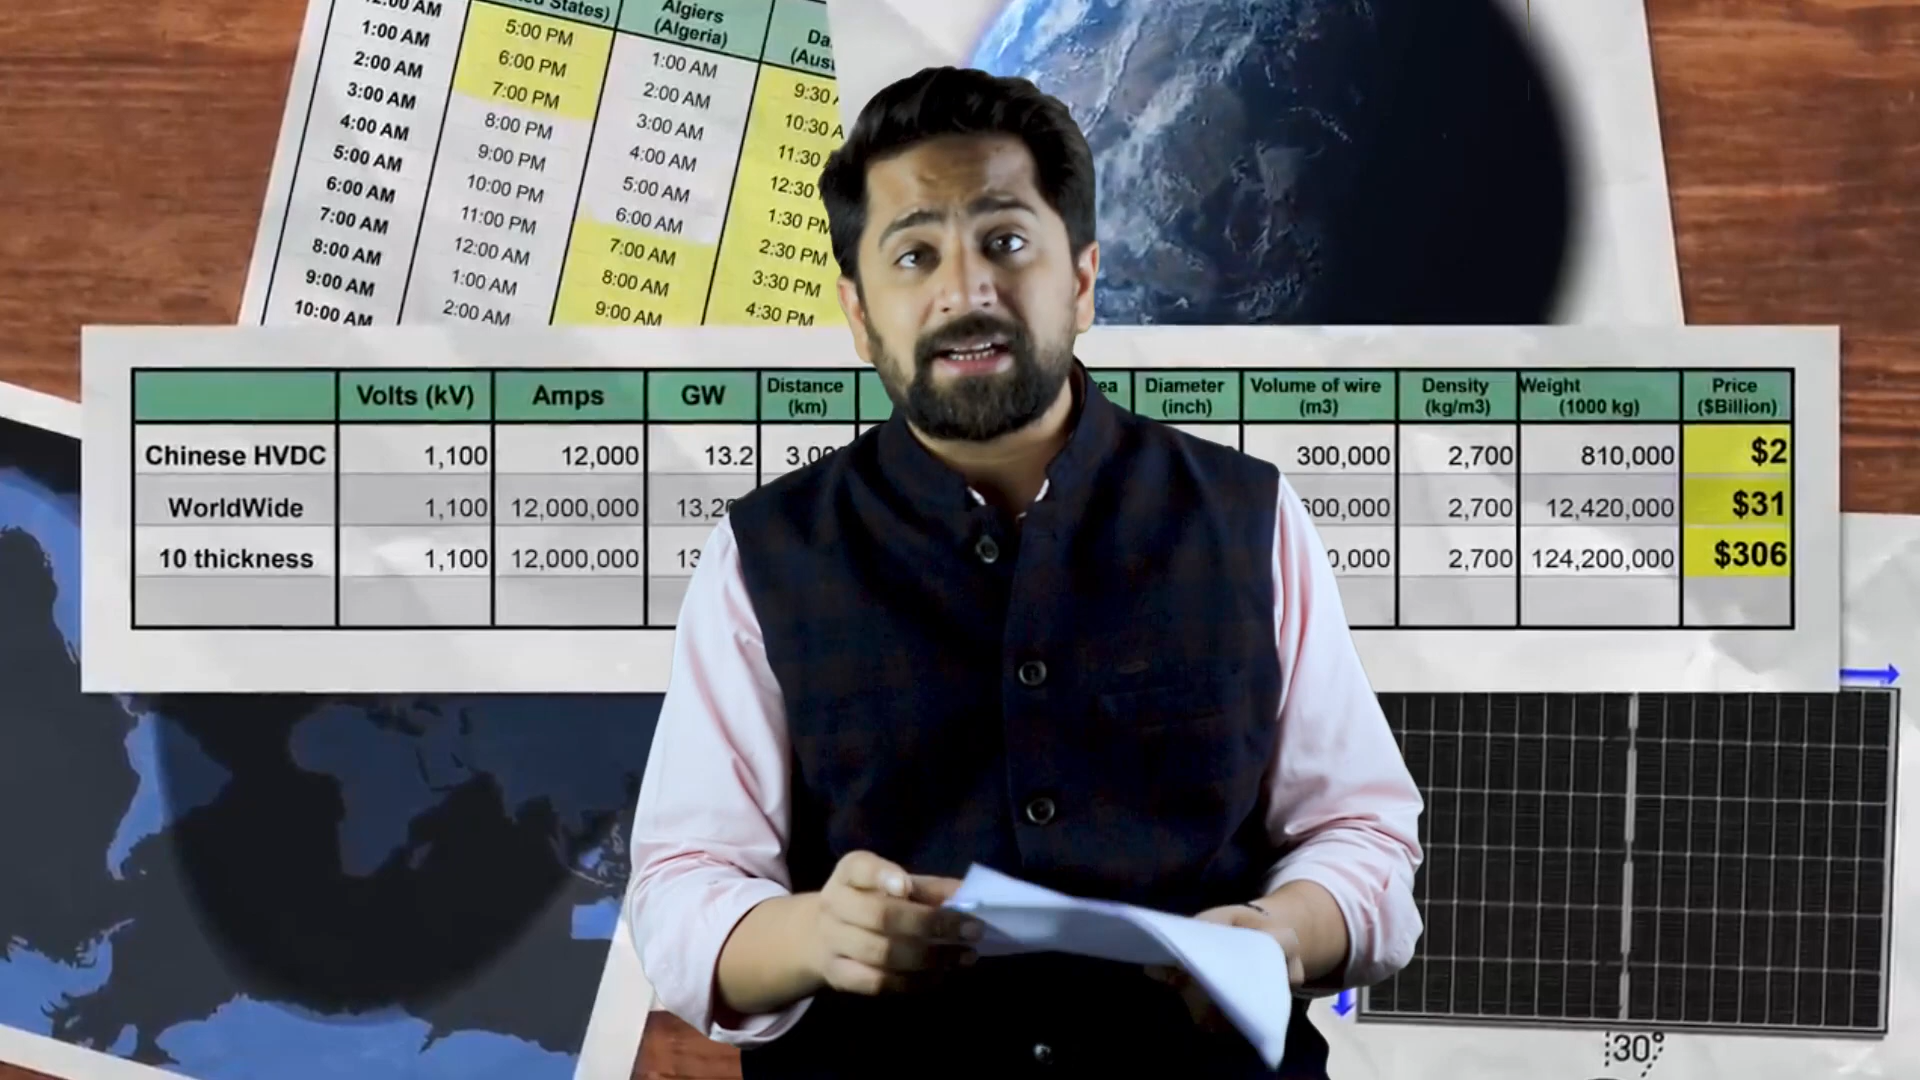 12:00 AM
1:00 AM 5:00 PM 1:00 AM
2:00 AM 6:00 PM 2:00 AM 9:30
3:00 AM 7:00 PM 3:00 AM 10:30 A
4:00 AM 8:00 PM 4:00 AM 11:30
5:00 AM 9:00 PM 5:00 AM 12:30
6:00 AM 10:00 PM 6:00 AM 1:30 PM
7:00 AM 11:00 PM 7:00 AM 2:30 PM
8:00 AM 12:00 AM 8:00 AM 3:30 PM
9:00 AM 1:00 AM 9:00 AM 4:30 PM
10:00 AM 2:00 AM
States)
Algiers
(Algeria)
Volts (kV) Amps GW Distance (km) Diameter (inch) Volume of wire (m3) Density (kg/m3) Weight (1000 kg) Price ($Billion)
Chinese HVDC 1,100 12,000 13.2 300,000 2,700 810,000 $2
WorldWide 1,100 12,000,000 2,700 12,420,000 $31
10 thickness 1,100 12,000,000 2,700 124,200,000 $306
30°